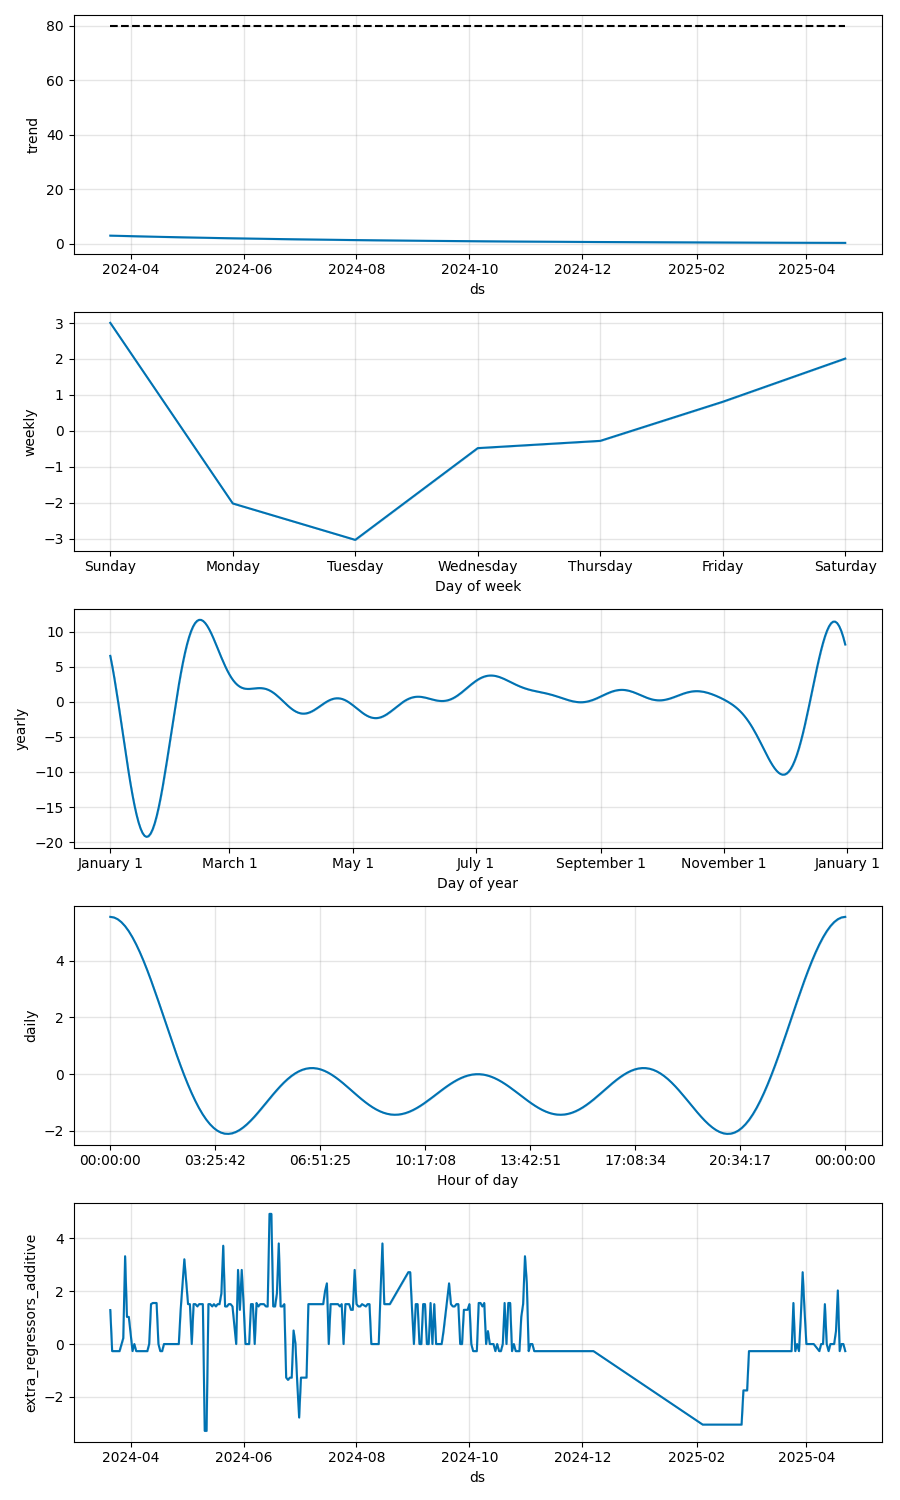 80
60
40
20
0
trend
2024-04 2024-06 2024-08 2024-10 2024-12 2025-02 2025-04
ds
3
2
1
0
−1
−2
−3
weekly
Sunday Monday Tuesday Wednesday Thursday Friday Saturday
Day of week
10
5
0
−5
−10
−15
−20
yearly
January 1 March 1 May 1 July 1 September 1 November 1 January 1
Day of year
4
2
0
−2
daily
00:00:00 03:25:42 06:51:25 10:17:08 13:42:51 17:08:34 20:34:17 00:00:00
Hour of day
4
2
0
−2
extra_regressors_additive
2024-04 2024-06 2024-08 2024-10 2024-12 2025-02 2025-04
ds